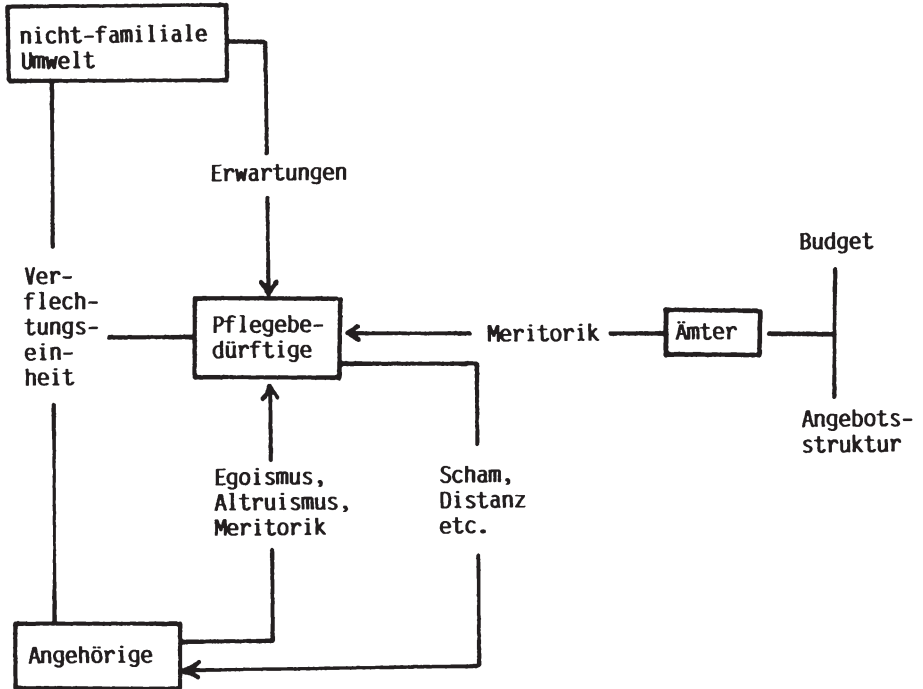 nicht-familiale
Umwelt
Erwartungen
Budget
Ver-
flech-
tungs-
ein-
heit
Pflegebe-
dürftige
Meritorik
Ämter
Angebots-
struktur
Egoismus,
Altruismus,
Meritorik
Scham,
Distanz
etc.
Angehörige